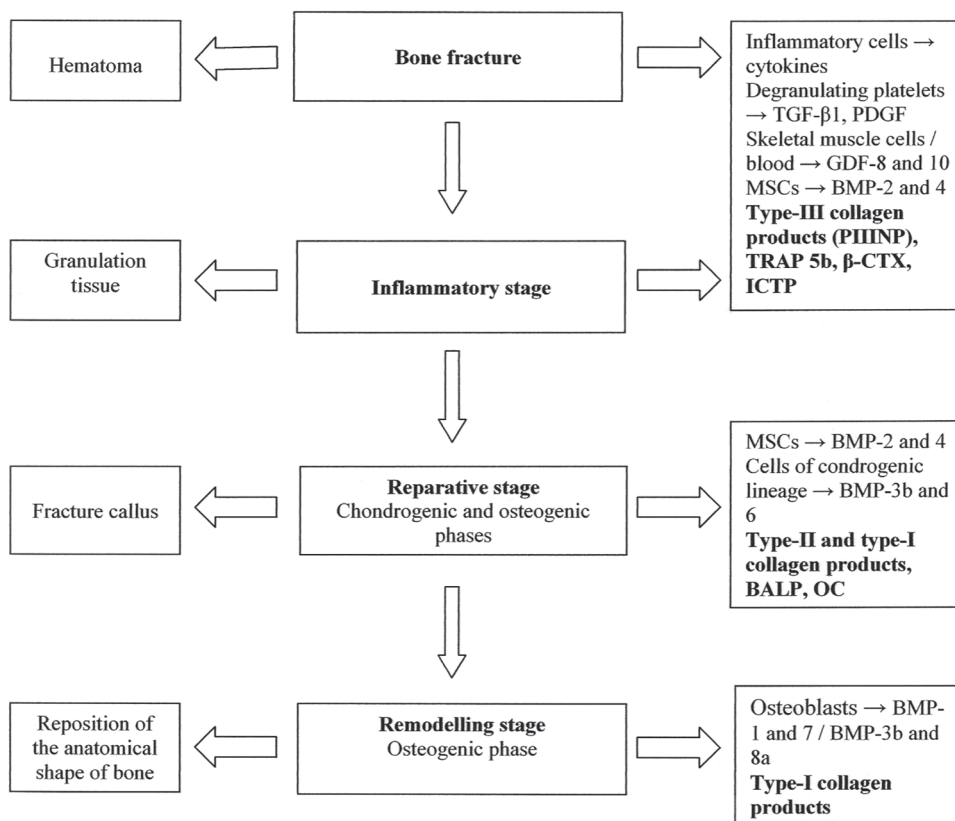 Hematoma
Bone fracture
Inflammatory cells →
cytokines
Degranulating platelets
→ TGF-β1, PDGF
Skeletal muscle cells /
blood → GDF-8 and 10
MSCs → BMP-2 and 4
Type-III collagen
products (PIIINP),
TRAP 5b, β-CTX,
ICTP
Granulation
tissue
Inflammatory stage
Fracture callus
Reparative stage
Chondrogenic and osteogenic
phases
MSCs → BMP-2 and 4
Cells of condrogenic
lineage → BMP-3b and
6
Type-II and type-I
collagen products,
BALP, OC
Reposition of
the anatomical
shape of bone
Remodelling stage
Osteogenic phase
Osteoblasts → BMP-
1 and 7 / BMP-3b and
8a
Type-I collagen
products